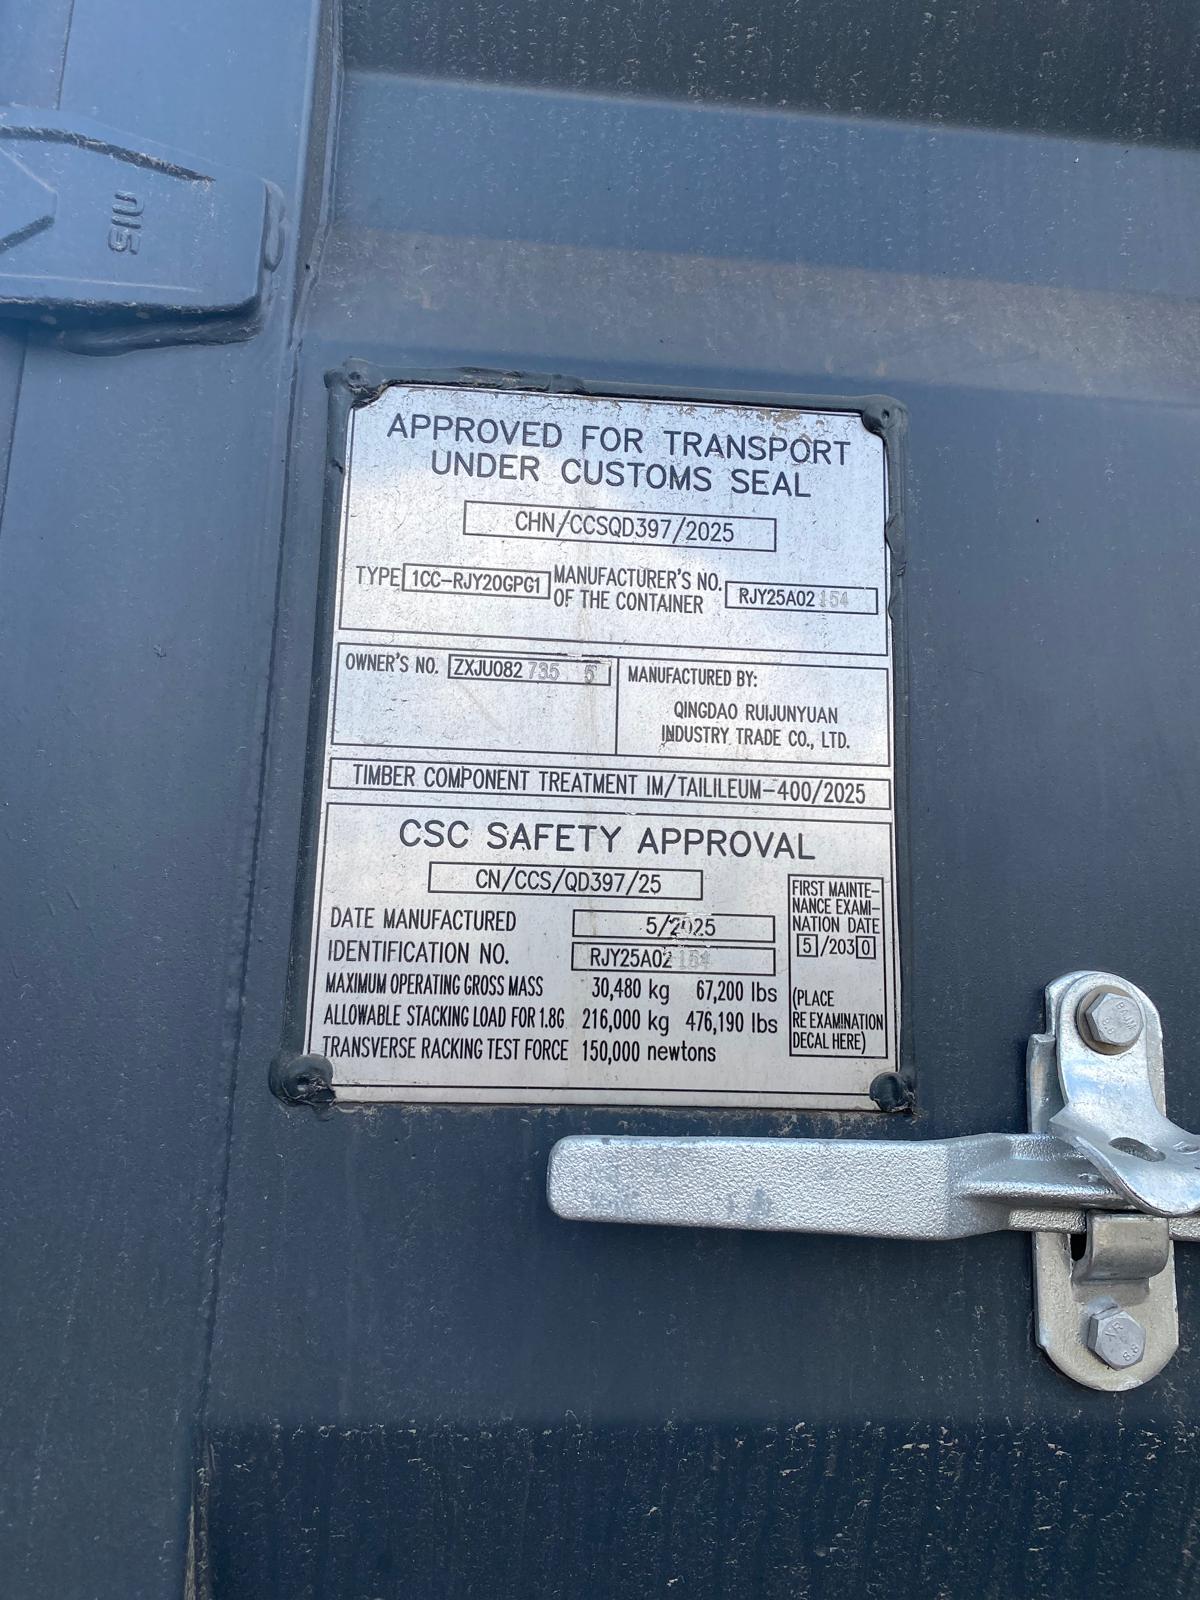 SIU
APPROVED FOR TRANSPORT
UNDER CUSTOMS SEAL
CHN/CCSQD397/2025
TYPE 1CC-RJY20GPG1 MANUFACTURER'S NO. OF THE CONTAINER RJY25A02154
OWNER'S NO. ZXJU082 735 5
MANUFACTURED BY:
QINGDAO RUIJUNYUAN
INDUSTRY TRADE CO., LTD.
TIMBER COMPONENT TREATMENT IM/TAILILEUM-400/2025
CSC SAFETY APPROVAL
CN/CCS/QD397/25
DATE MANUFACTURED 5/2025
IDENTIFICATION NO. RJY25A02154
MAXIMUM OPERATING GROSS MASS 30,480 kg 67,200 lbs
ALLOWABLE STACKING LOAD FOR 1.8G 216,000 kg 476,190 lbs
TRANSVERSE RACKING TEST FORCE 150,000 newtons
FIRST MAINTE-
NANCE EXAMI-
NATION DATE
5/2030
(PLACE
RE EXAMINATION
DECAL HERE)
8.8